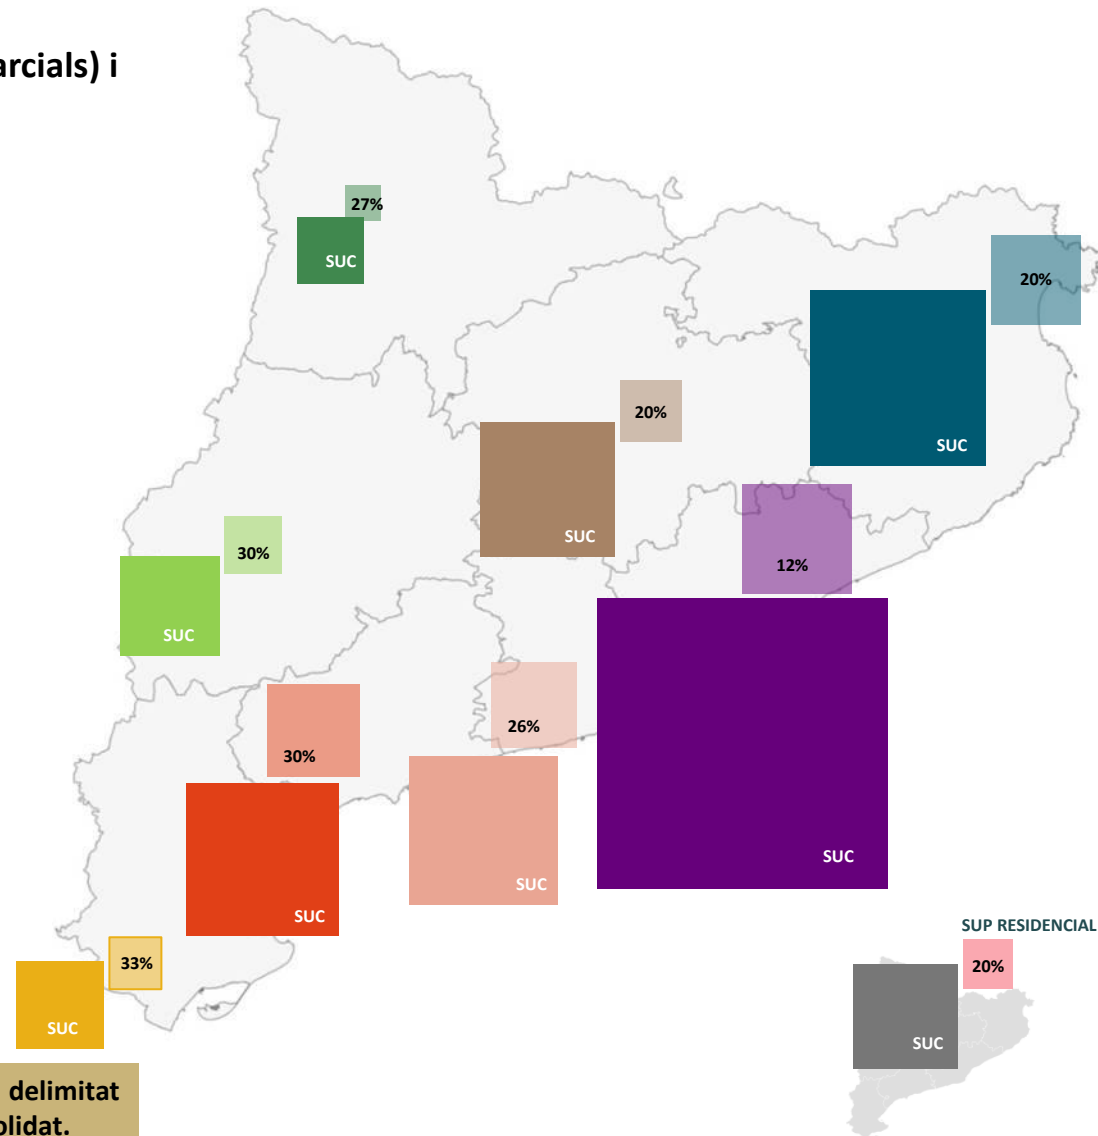 arcials) i
27%
SUC
20%
SUC
20%
SUC
12%
SUC
30%
SUC
26%
SUC
30%
SUC
33%
SUC
SUP RESIDENCIAL
20%
SUC
delimitat
olidat.